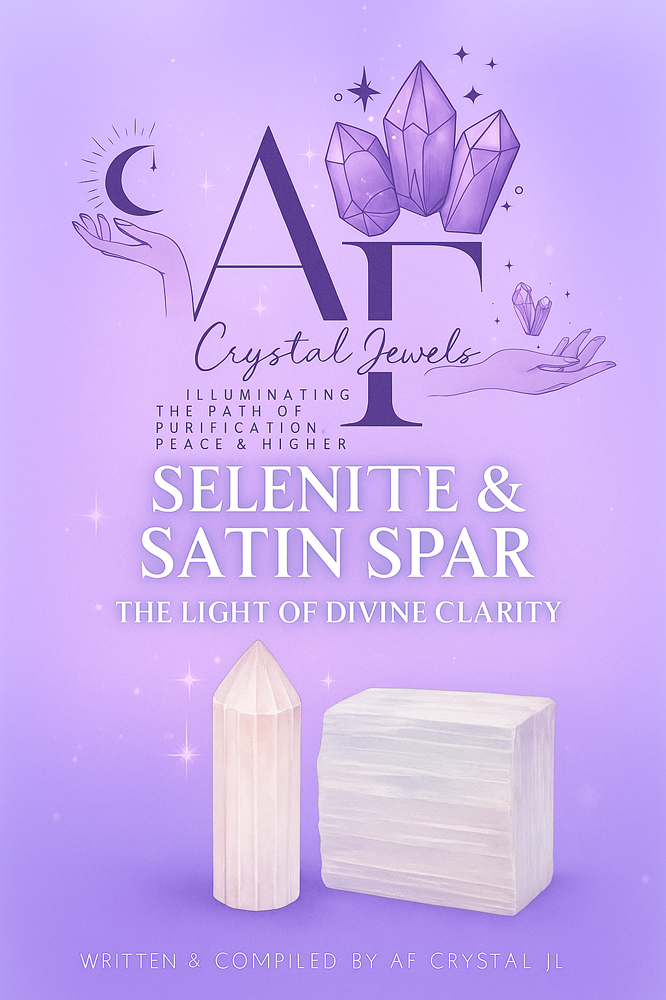 AF
Crystal Jewels
ILLUMINATING
THE PATH OF
PURIFICATION.
PEACE & HIGHER
SELENITE &
SATIN SPAR
THE LIGHT OF DIVINE CLARITY
WRITTEN & COMPILED BY AF CRYSTAL JL